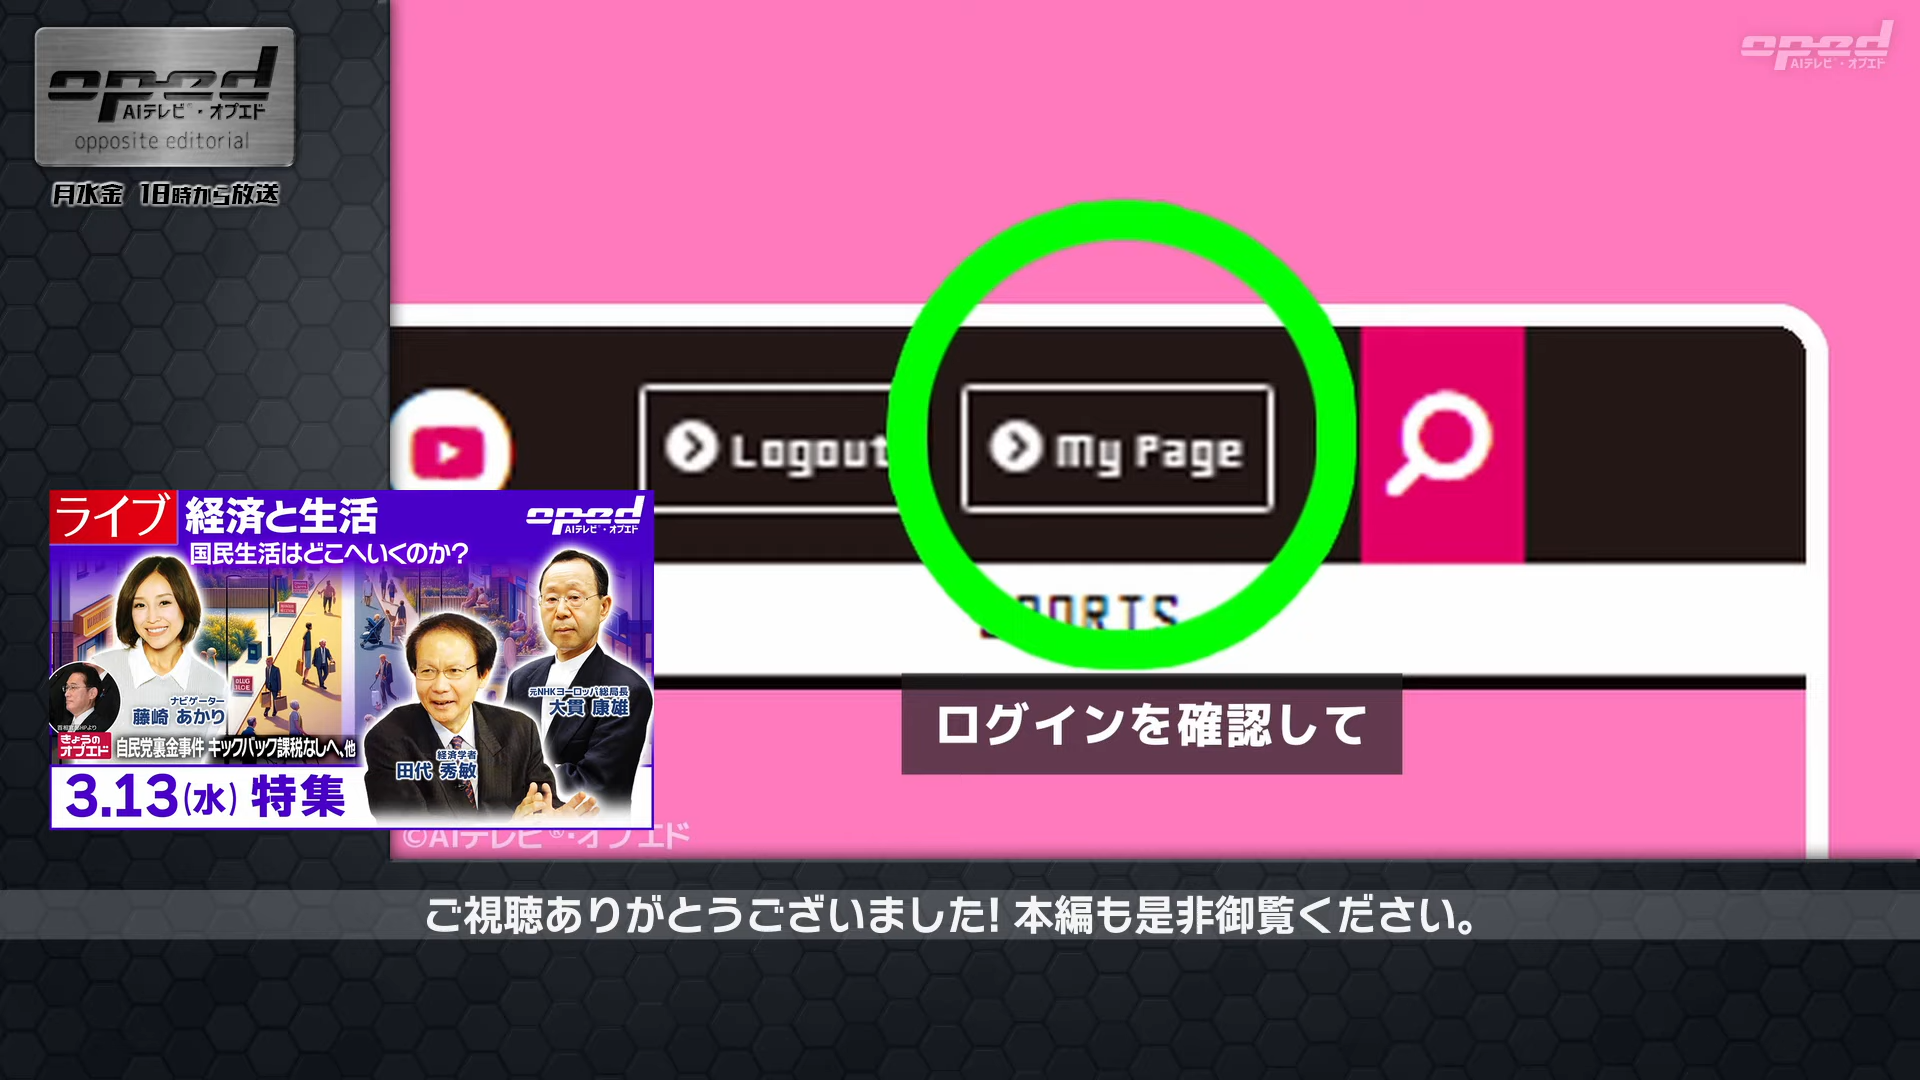 oped
AIテレビ®・オプエド
opposite editorial
月水金 18時から放送
oped
AIテレビ®・オプエド
Logout
My Page
SPORTS
ログインを確認して
ライブ
経済と生活
oped
AIテレビ®・オプエド
国民生活はどこへいくのか?
ナビゲーター
藤崎 あかり
元NHKヨーロッパ総局長
大貫 康雄
経済学者
田代 秀敏
きょうの
オプエド
自民党裏金事件 キックバック課税なしへ、他
3.13(水) 特集
©AIテレビ®・オプエド
ご視聴ありがとうございました! 本編も是非御覧ください。